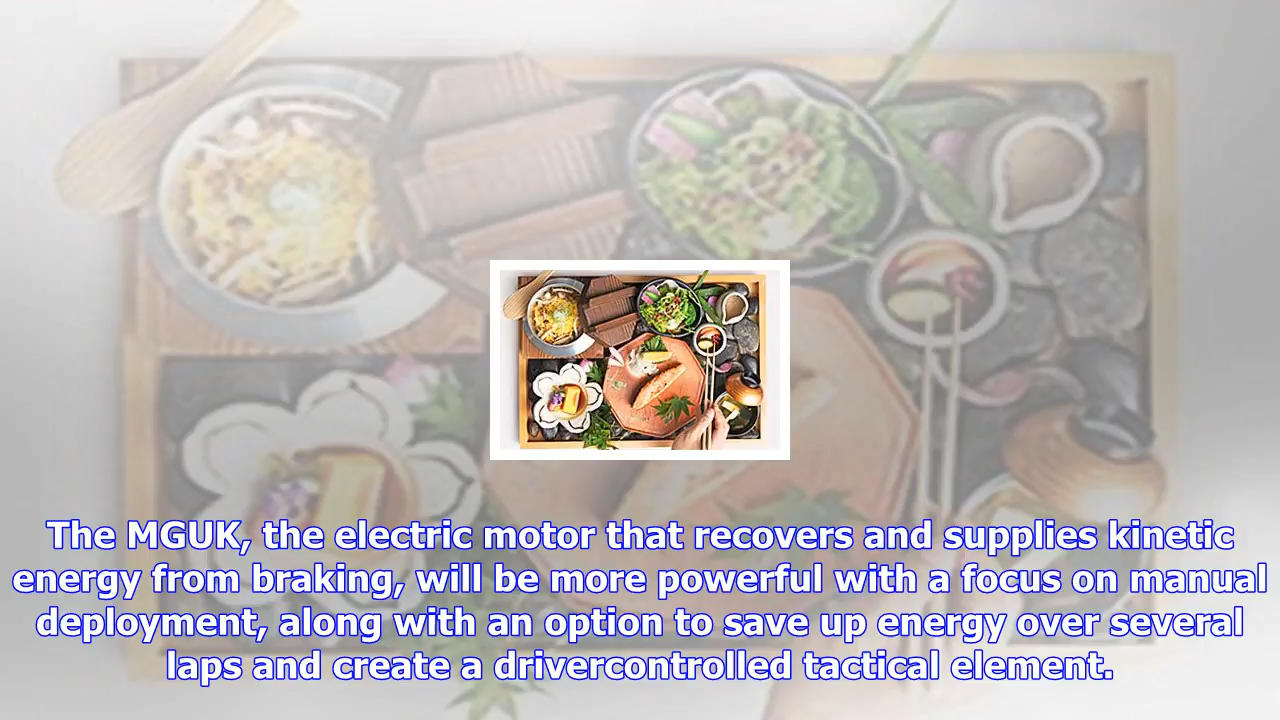 The MGUK, the electric motor that recovers and supplies kinetic
energy from braking, will be more powerful with a focus on manual
deployment, along with an option to save up energy over several
laps and create a drivercontrolled tactical element.